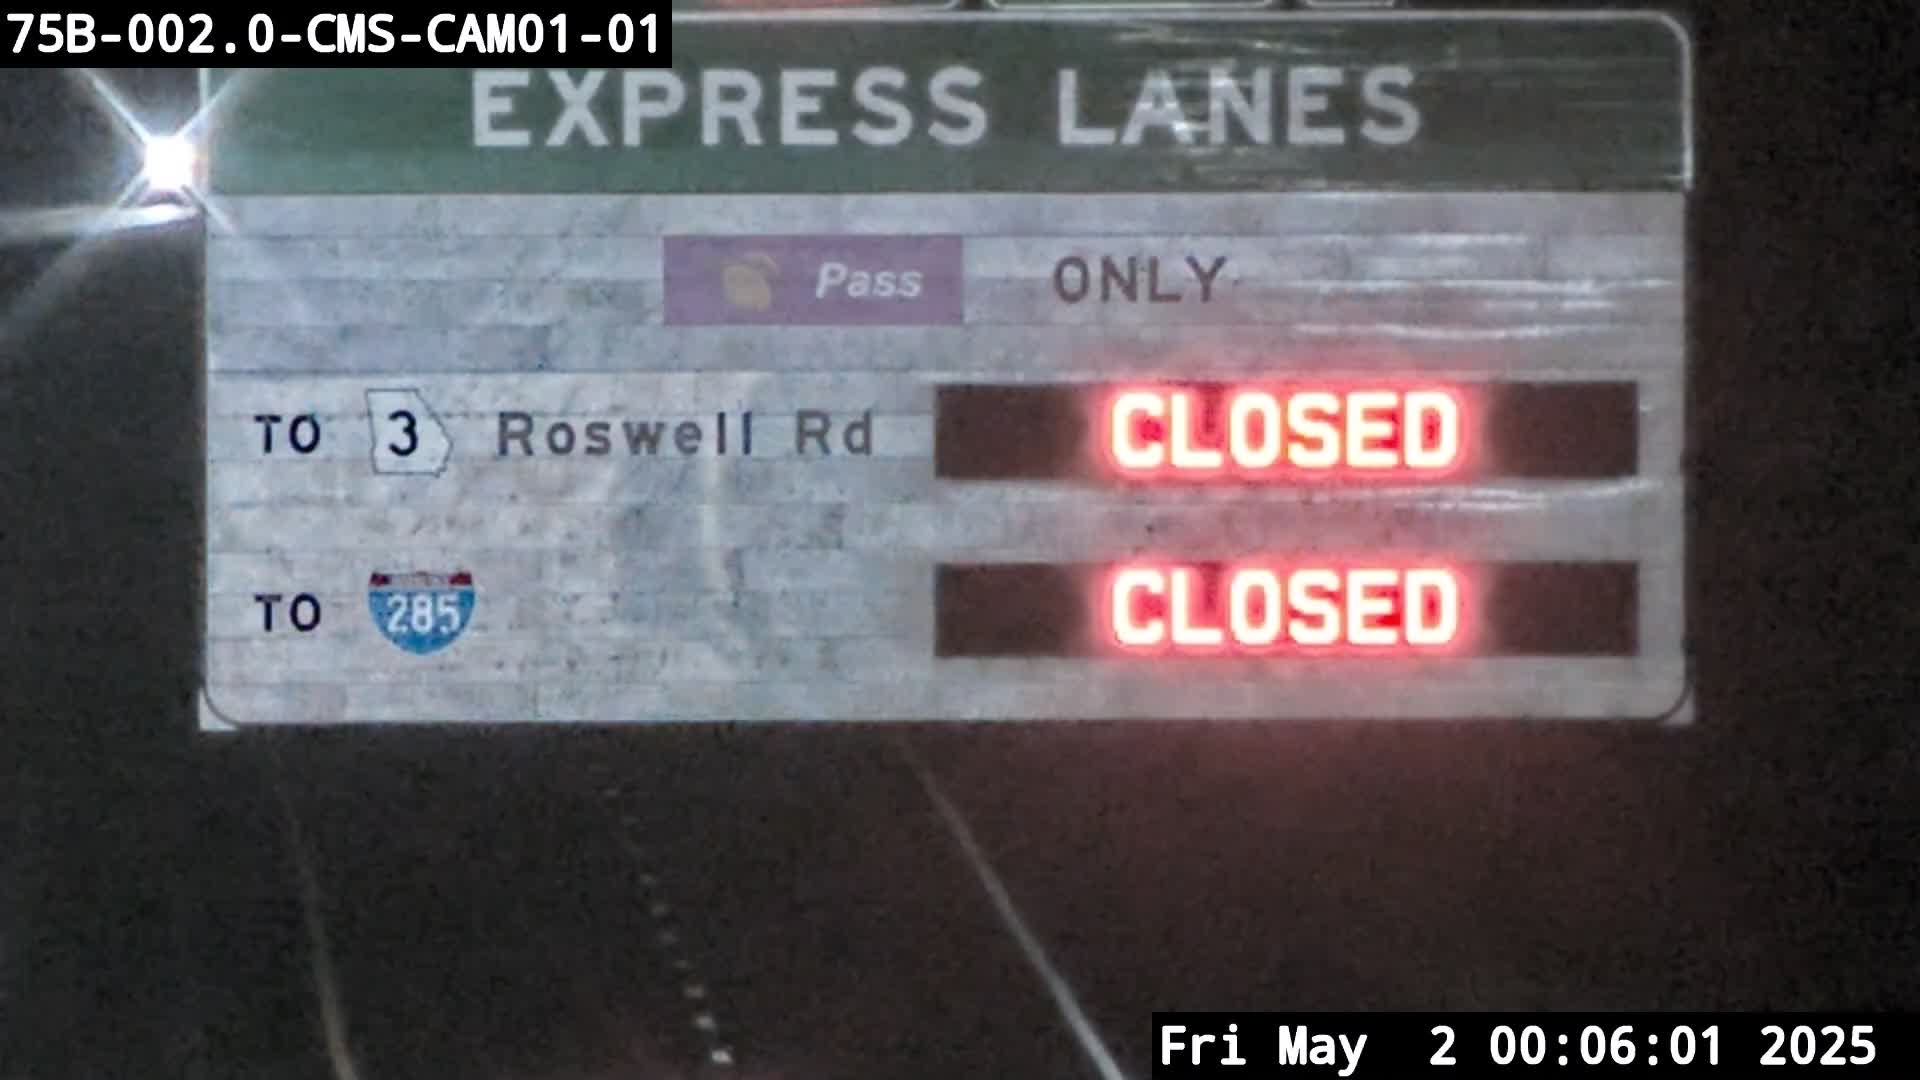 75B-002.0-CMS-CAM01-01
EXPRESS LANES
Pass ONLY
TO 3 Roswell Rd CLOSED
TO 285 CLOSED
Fri May 2 00:06:01 2025